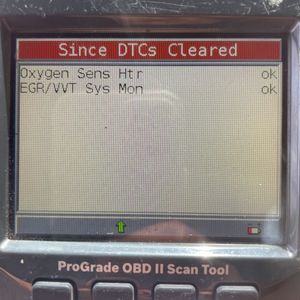 Since DTCs Cleared
Oxygen Sens Htr ok
EGR/VVT Sys Mon ok
ProGrade OBD II Scan Tool